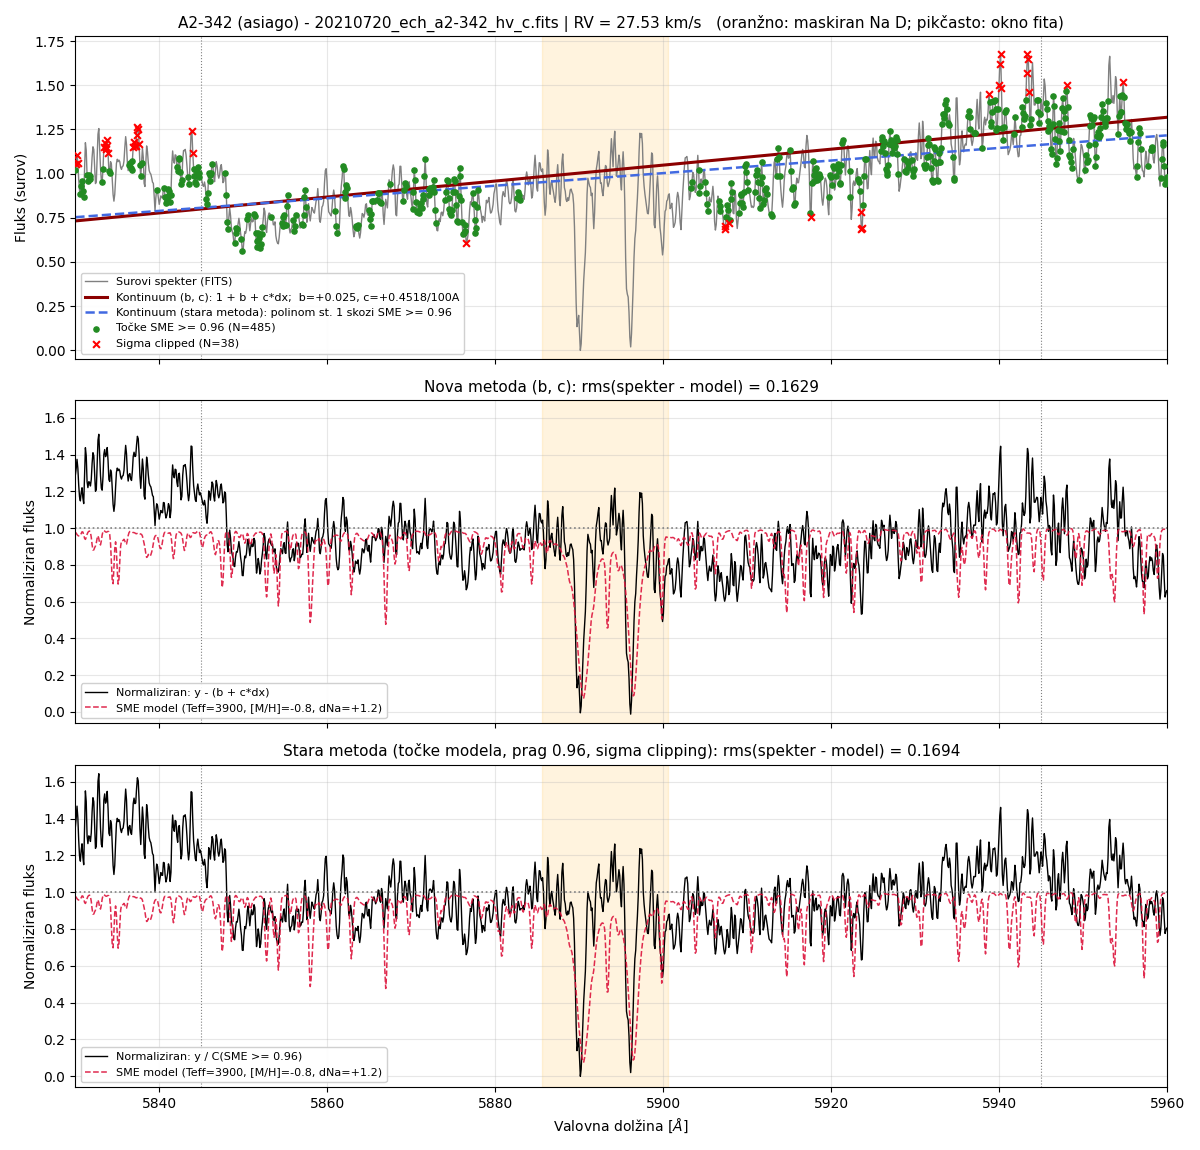 A2-342 (asiago) - 20210720_ech_a2-342_hv_c.fits | RV = 27.53 km/s   (oranžno: maskiran Na D; pikčasto: okno fita)
1.75
1.50
1.25
1.00
0.75
0.50
0.25
0.00
Fluks (surov)
Surovi spekter (FITS)
Kontinuum (b, c): 1 + b + c*dx;  b=+0.025, c=+0.4518/100A
Kontinuum (stara metoda): polinom st. 1 skozi SME >= 0.96
Točke SME >= 0.96 (N=485)
Sigma clipped (N=38)
Nova metoda (b, c): rms(spekter - model) = 0.1629
1.6
1.4
1.2
1.0
0.8
0.6
0.4
0.2
0.0
Normaliziran fluks
Normaliziran: y - (b + c*dx)
SME model (Teff=3900, [M/H]=-0.8, dNa=+1.2)
Stara metoda (točke modela, prag 0.96, sigma clipping): rms(spekter - model) = 0.1694
1.6
1.4
1.2
1.0
0.8
0.6
0.4
0.2
0.0
Normaliziran fluks
Normaliziran: y / C(SME >= 0.96)
SME model (Teff=3900, [M/H]=-0.8, dNa=+1.2)
5840 5860 5880 5900 5920 5940 5960
Valovna dolžina [Å]